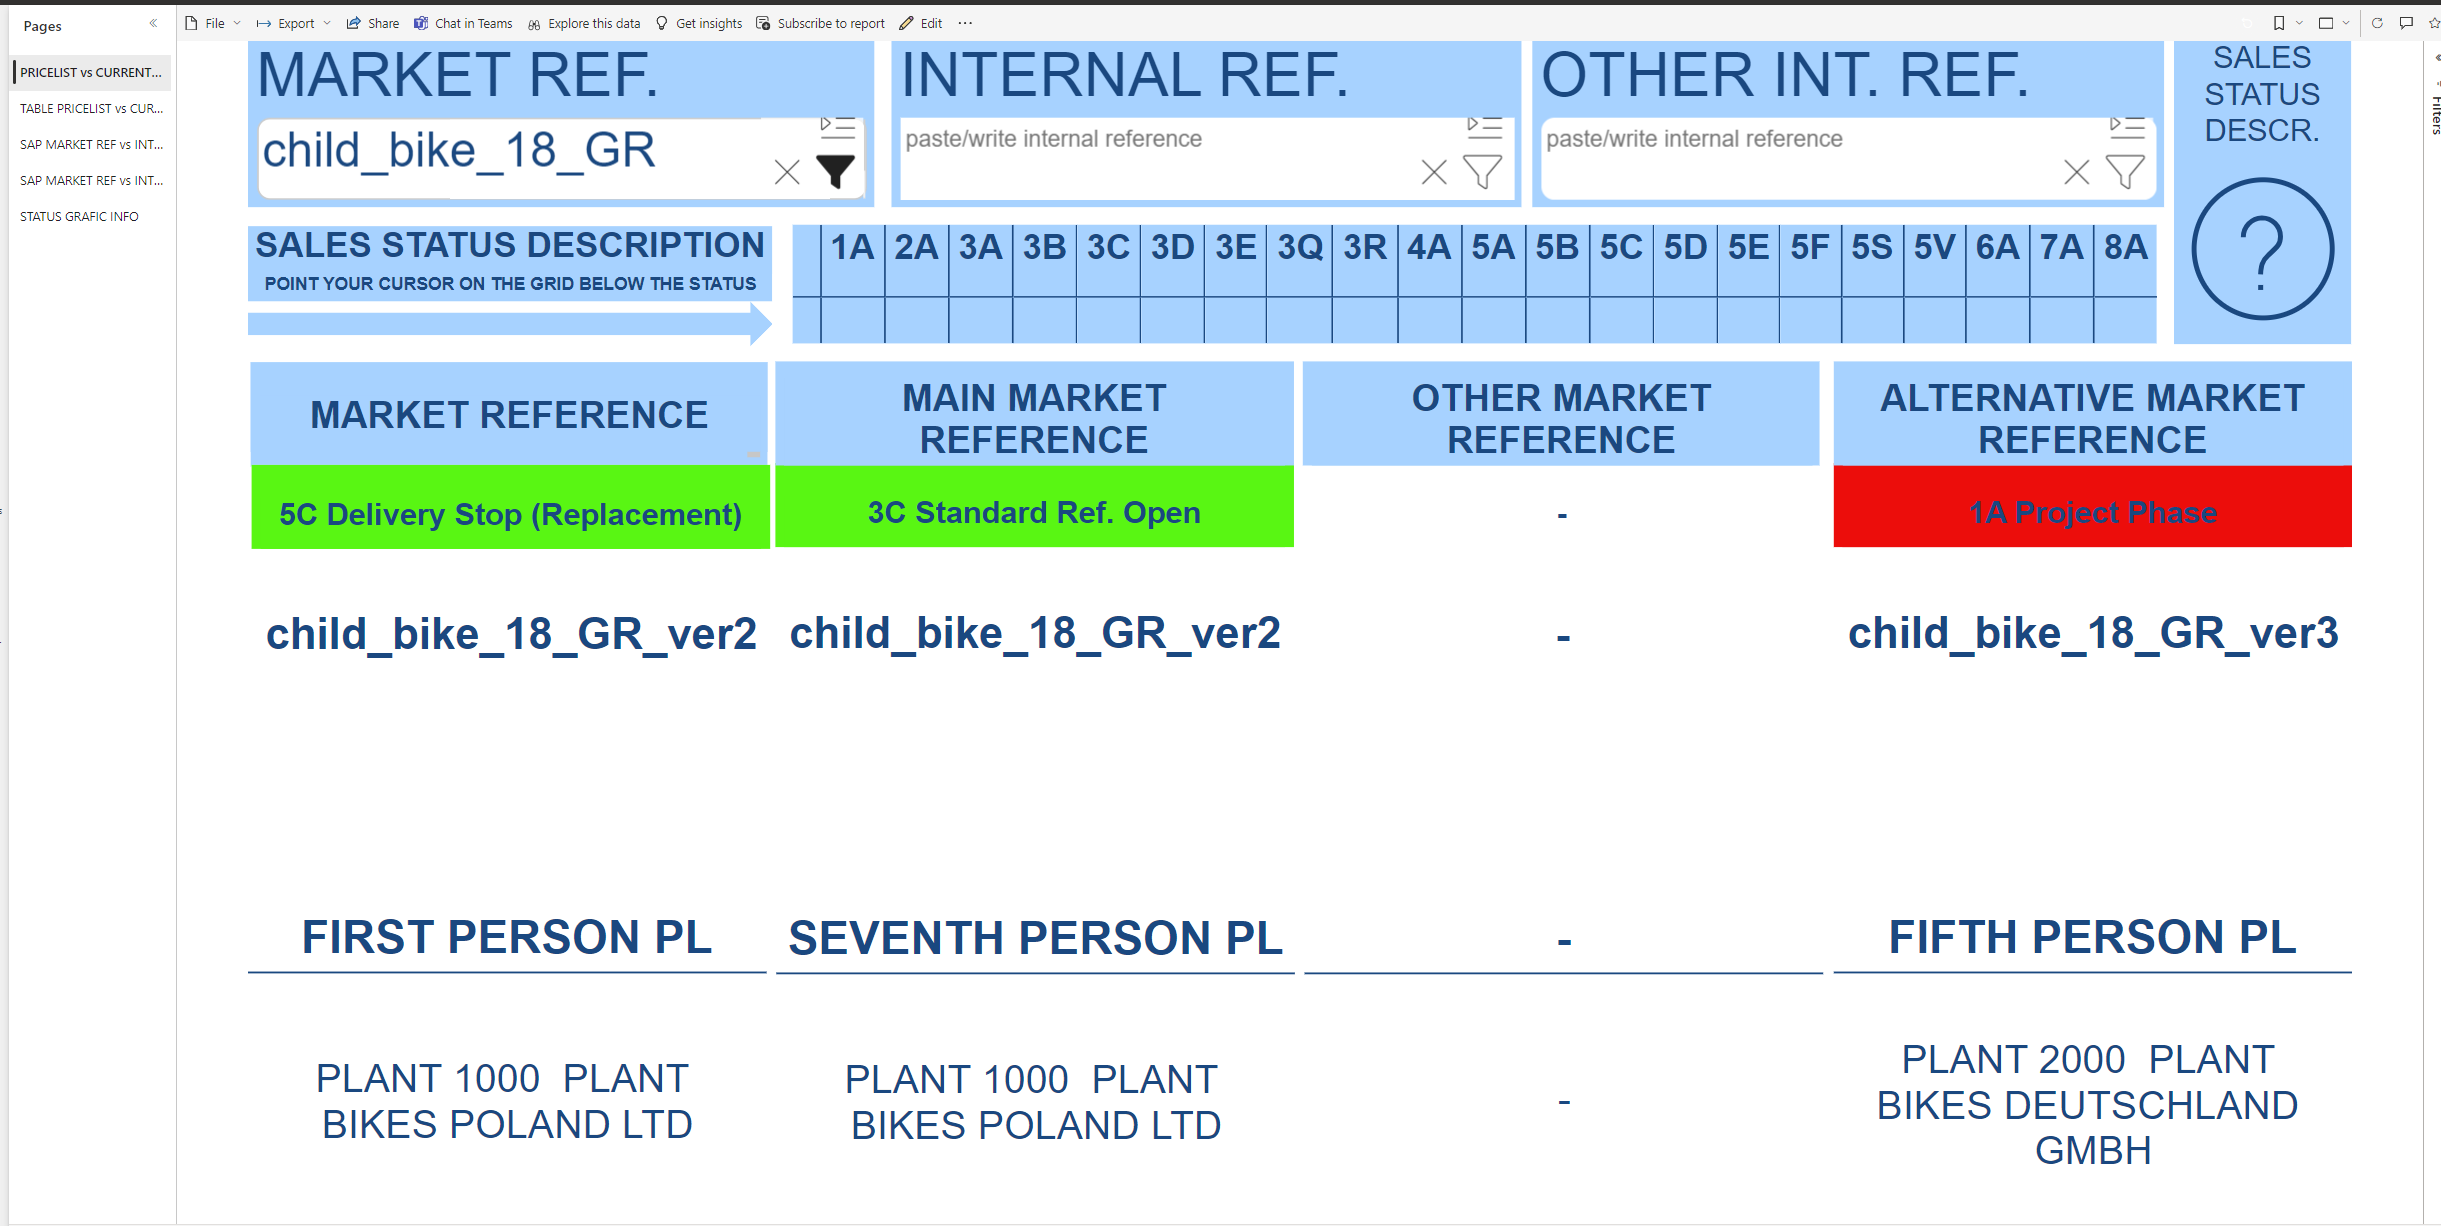 Pages
File
Export
Share
Chat in Teams
Explore this data
Get insights
Subscribe to report
Edit
PRICELIST vs CURRENT...
TABLE PRICELIST vs CUR...
SAP MARKET REF vs INT...
SAP MARKET REF vs INT...
STATUS GRAFIC INFO
Filters
MARKET REF.
child_bike_18_GR
INTERNAL REF.
paste/write internal reference
OTHER INT. REF.
paste/write internal reference
SALES
STATUS
DESCR.
?
SALES STATUS DESCRIPTION
POINT YOUR CURSOR ON THE GRID BELOW THE STATUS
1A 2A 3A 3B 3C 3D 3E 3Q 3R 4A 5A 5B 5C 5D 5E 5F 5S 5V 6A 7A 8A
MARKET REFERENCE
5C Delivery Stop (Replacement)
child_bike_18_GR_ver2
FIRST PERSON PL
PLANT 1000 PLANT
BIKES POLAND LTD
MAIN MARKET
REFERENCE
3C Standard Ref. Open
child_bike_18_GR_ver2
SEVENTH PERSON PL
PLANT 1000 PLANT
BIKES POLAND LTD
OTHER MARKET
REFERENCE
-
-
-
-
ALTERNATIVE MARKET
REFERENCE
1A Project Phase
child_bike_18_GR_ver3
FIFTH PERSON PL
PLANT 2000 PLANT
BIKES DEUTSCHLAND
GMBH